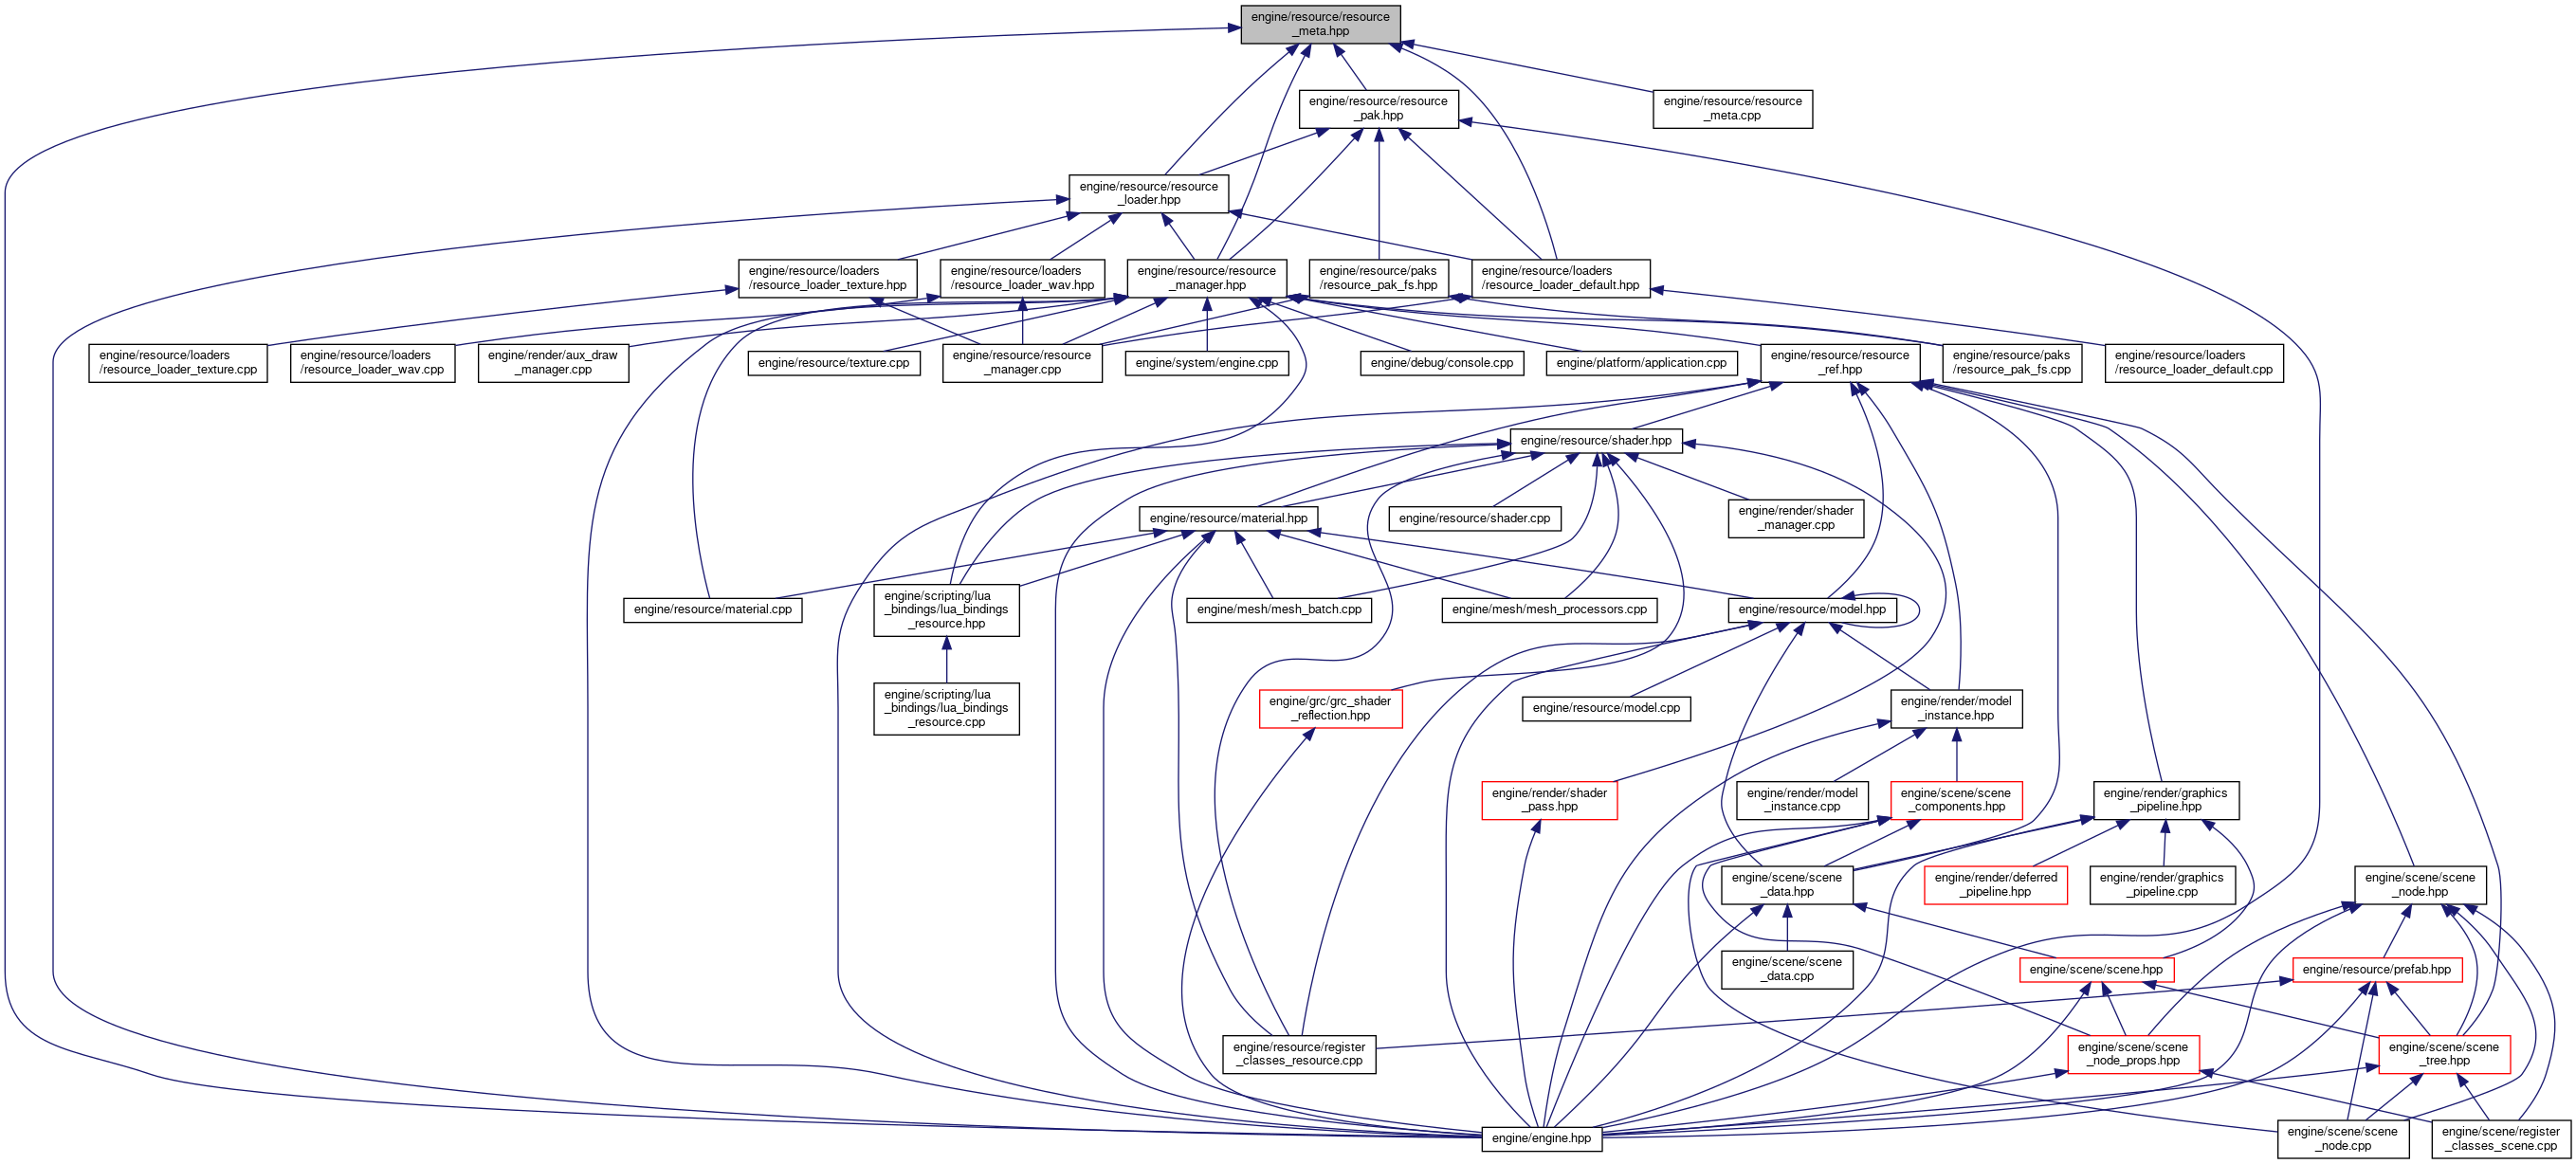 engine/resource/resource
_meta.hpp
engine/resource/resource
_pak.hpp
engine/resource/resource
_meta.cpp
engine/resource/resource
_loader.hpp
engine/resource/loaders
/resource_loader_texture.hpp
engine/resource/loaders
/resource_loader_wav.hpp
engine/resource/resource
_manager.hpp
engine/resource/paks
/resource_pak_fs.hpp
engine/resource/loaders
/resource_loader_default.hpp
engine/resource/loaders
/resource_loader_texture.cpp
engine/resource/loaders
/resource_loader_wav.cpp
engine/render/aux_draw
_manager.cpp
engine/resource/texture.cpp
engine/resource/resource
_manager.cpp
engine/system/engine.cpp
engine/debug/console.cpp
engine/platform/application.cpp
engine/resource/resource
_ref.hpp
engine/resource/paks
/resource_pak_fs.cpp
engine/resource/loaders
/resource_loader_default.cpp
engine/resource/shader.hpp
engine/resource/material.hpp
engine/resource/shader.cpp
engine/render/shader
_manager.cpp
engine/resource/material.cpp
engine/scripting/lua
_bindings/lua_bindings
_resource.hpp
engine/mesh/mesh_batch.cpp
engine/mesh/mesh_processors.cpp
engine/resource/model.hpp
engine/scripting/lua
_bindings/lua_bindings
_resource.cpp
engine/grc/grc_shader
_reflection.hpp
engine/resource/model.cpp
engine/render/model
_instance.hpp
engine/render/shader
_pass.hpp
engine/render/model
_instance.cpp
engine/scene/scene
_components.hpp
engine/render/graphics
_pipeline.hpp
engine/scene/scene
_data.hpp
engine/render/deferred
_pipeline.hpp
engine/render/graphics
_pipeline.cpp
engine/scene/scene
_node.hpp
engine/scene/scene
_data.cpp
engine/scene/scene.hpp
engine/resource/prefab.hpp
engine/resource/register
_classes_resource.cpp
engine/scene/scene
_node_props.hpp
engine/scene/scene
_tree.hpp
engine/engine.hpp
engine/scene/scene
_node.cpp
engine/scene/register
_classes_scene.cpp